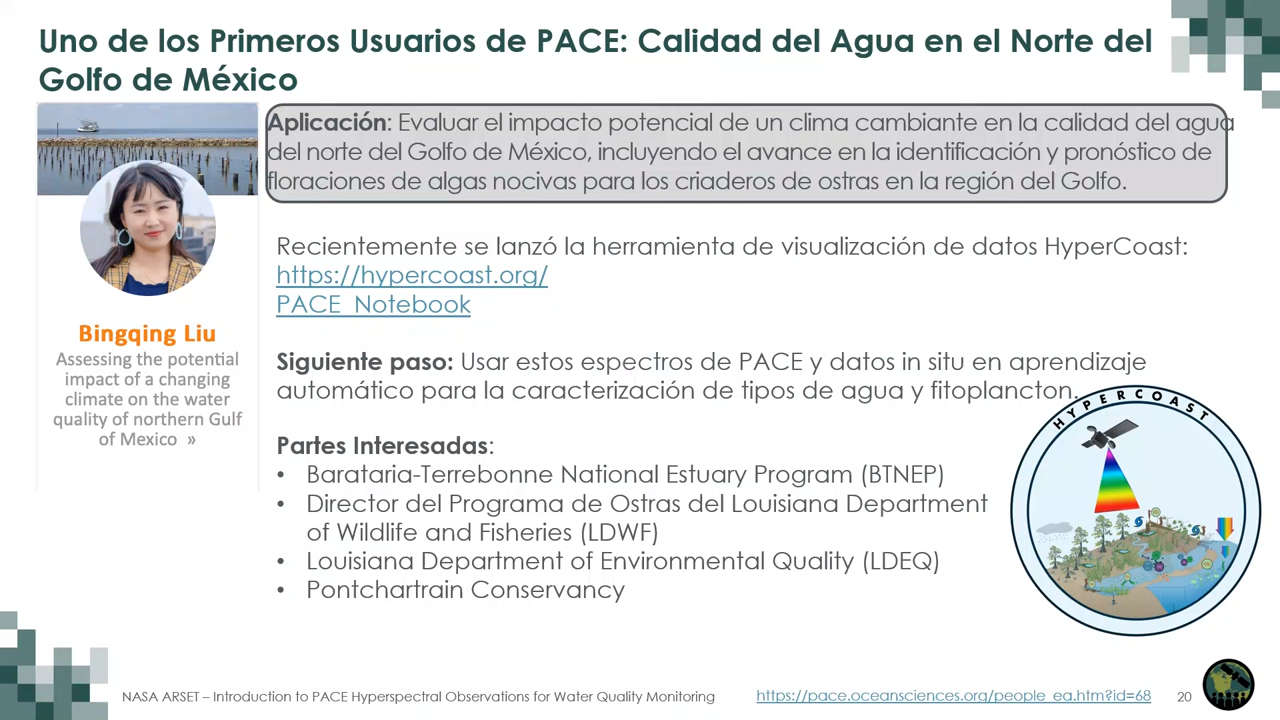 Uno de los Primeros Usuarios de PACE: Calidad del Agua en el Norte del
Golfo de México
Aplicación: Evaluar el impacto potencial de un clima cambiante en la calidad del agua
del norte del Golfo de México, incluyendo el avance en la identificación y pronóstico de
floraciones de algas nocivas para los criaderos de ostras en la región del Golfo.
Bingqing Liu
Assessing the potential
impact of a changing
climate on the water
quality of northern Gulf
of Mexico »
Recientemente se lanzó la herramienta de visualización de datos HyperCoast:
https://hypercoast.org/
PACE_Notebook
Siguiente paso: Usar estos espectros de PACE y datos in situ en aprendizaje
automático para la caracterización de tipos de agua y fitoplancton.
Partes Interesadas:
• Barataria-Terrebonne National Estuary Program (BTNEP)
• Director del Programa de Ostras del Louisiana Department
of Wildlife and Fisheries (LDWF)
• Louisiana Department of Environmental Quality (LDEQ)
• Pontchartrain Conservancy
HYPERCOAST
NASA ARSET – Introduction to PACE Hyperspectral Observations for Water Quality Monitoring
https://pace.oceansciences.org/people_ea.htm?id=68
20